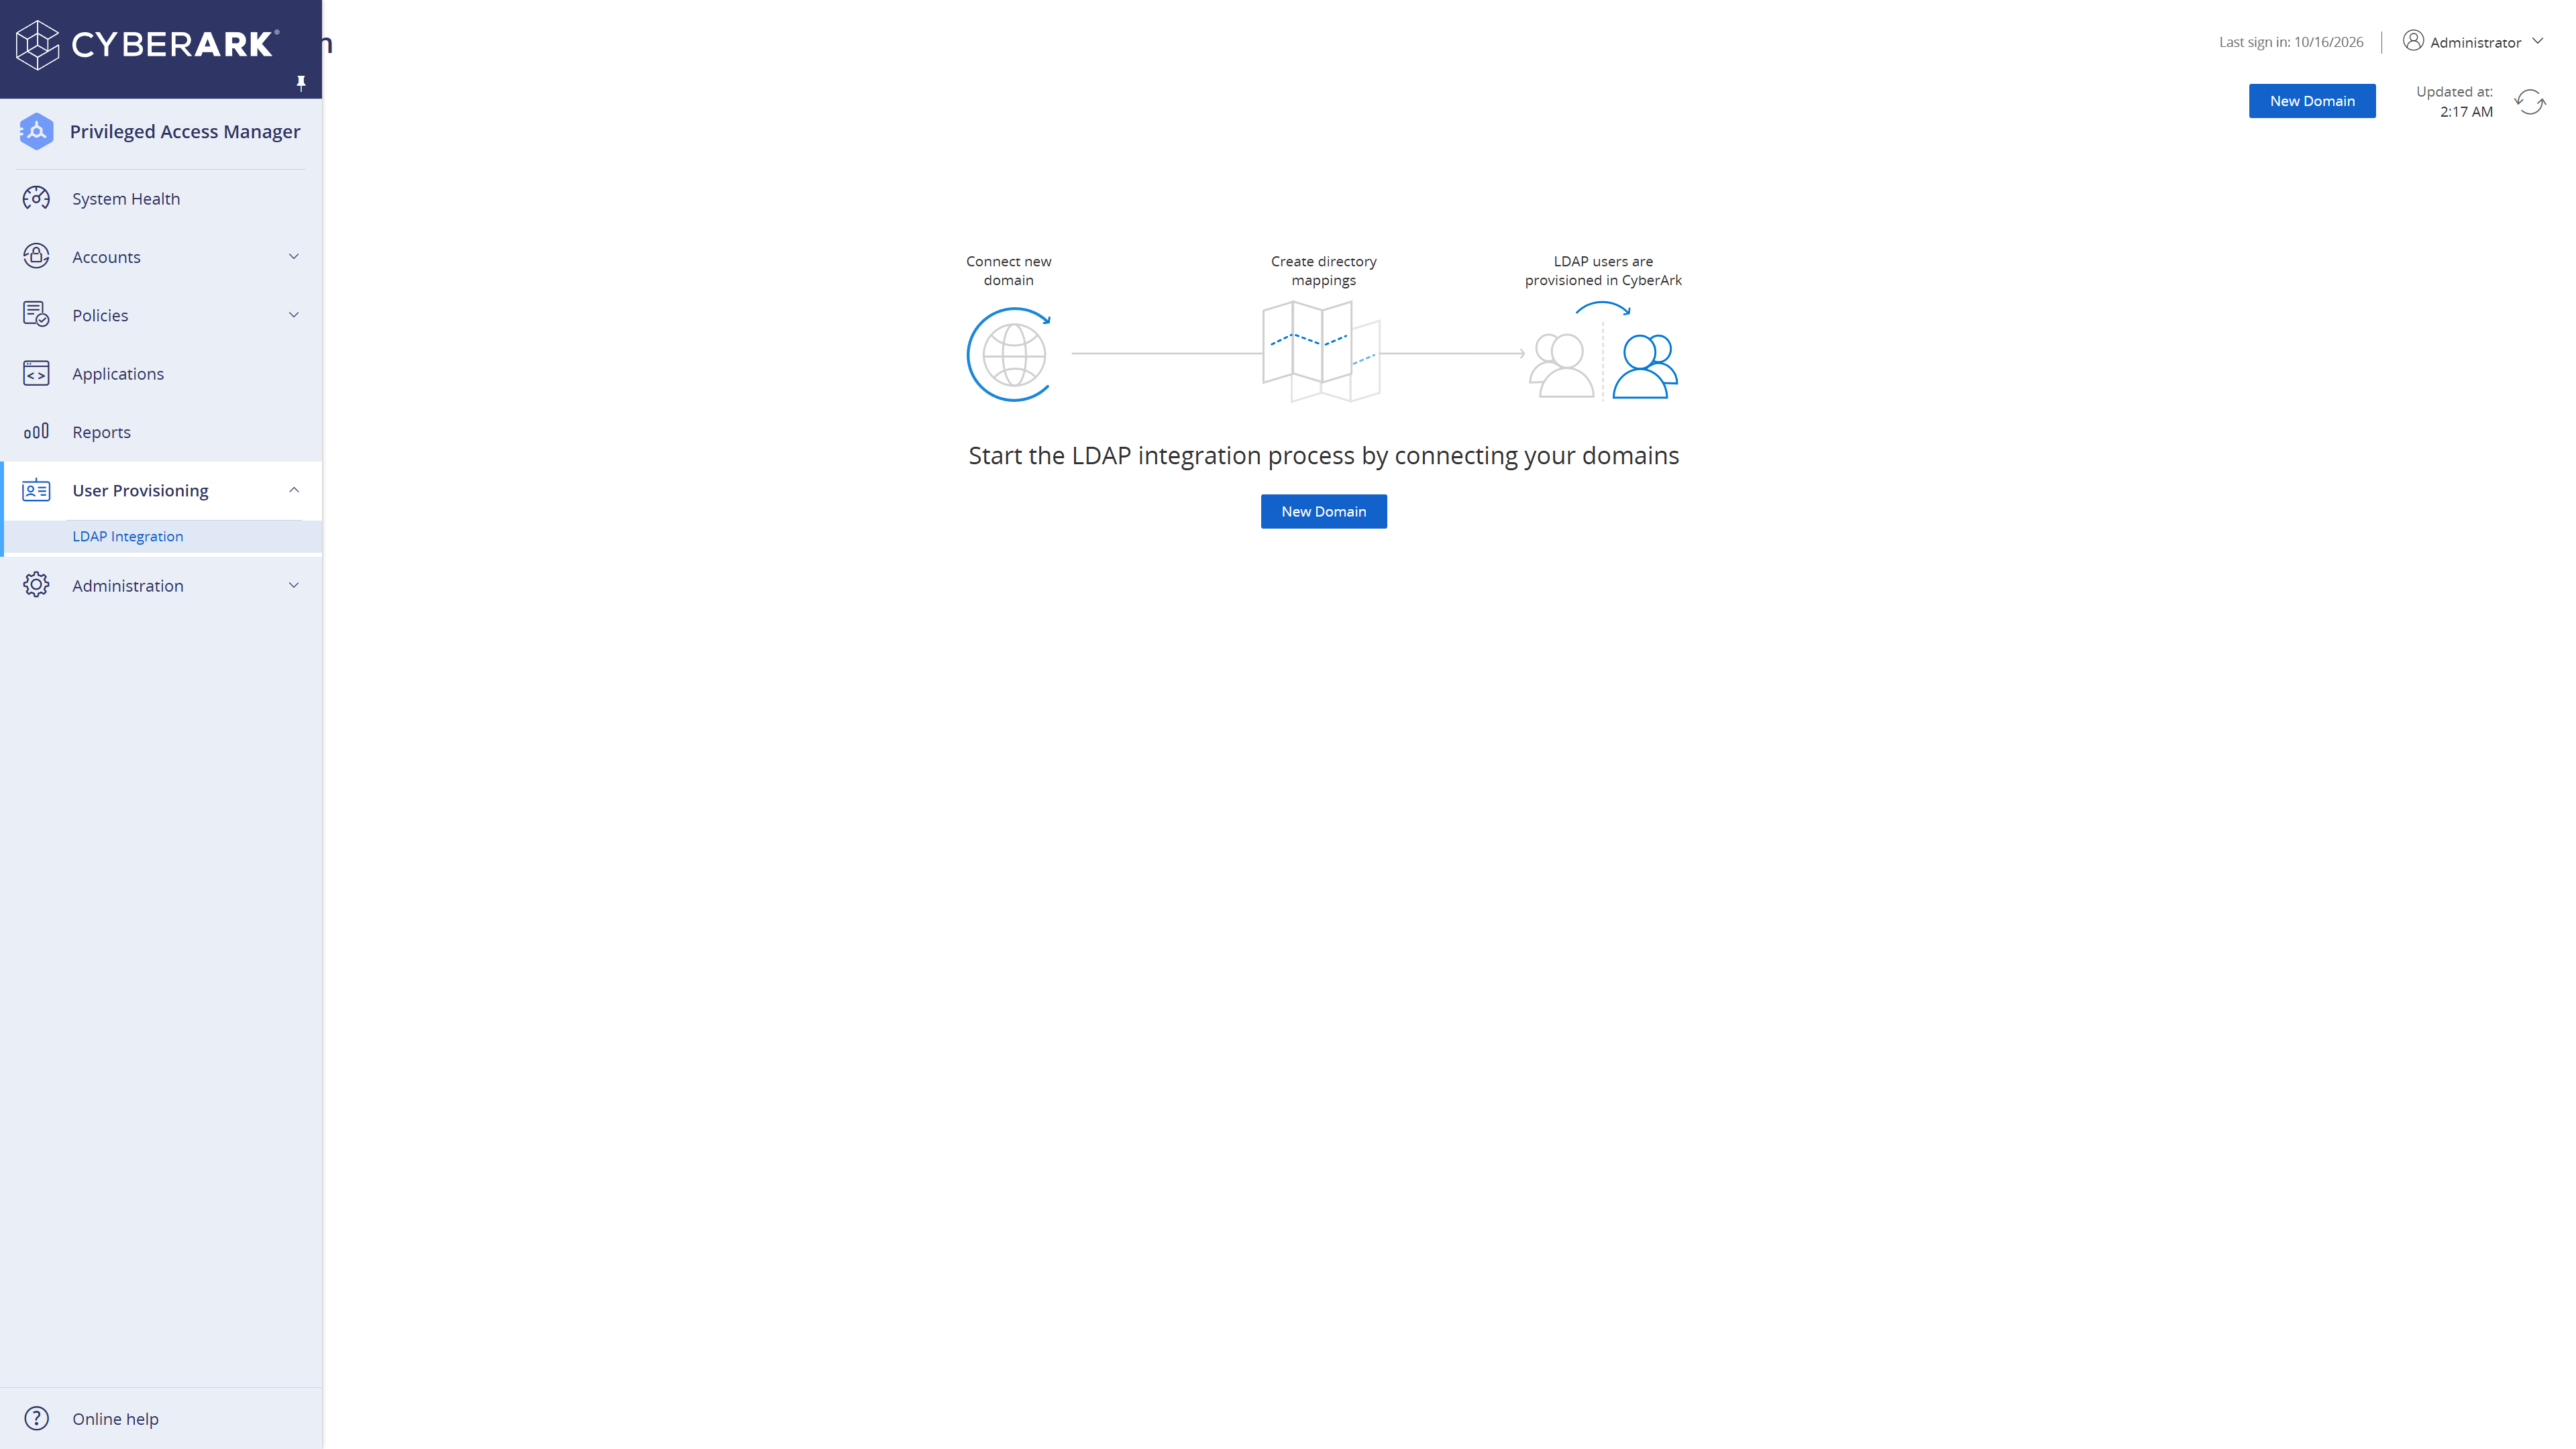 CYBERARK®
n
Last sign in: 10/16/2026
Administrator
New Domain
Updated at:
2:17 AM
Privileged Access Manager
System Health
Accounts
Policies
Applications
Reports
User Provisioning
LDAP Integration
Administration
Online help
Connect new
domain
Create directory
mappings
LDAP users are
provisioned in CyberArk
Start the LDAP integration process by connecting your domains
New Domain